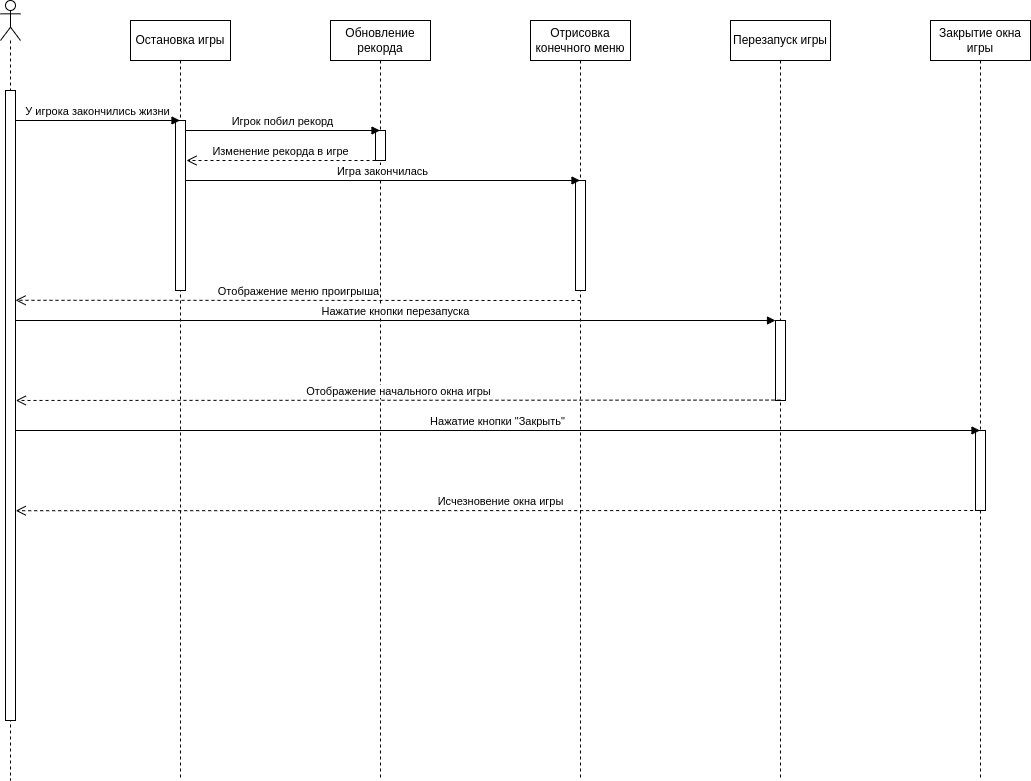 Остановка игры
Обновление
рекорда
Отрисовка
конечного меню
Перезапуск игры
Закрытие окна
игры
У игрока закончились жизни
Игрок побил рекорд
Изменение рекорда в игре
Игра закончилась
Отображение меню проигрыша
Нажатие кнопки перезапуска
Отображение начального окна игры
Нажатие кнопки "Закрыть"
Исчезновение окна игры